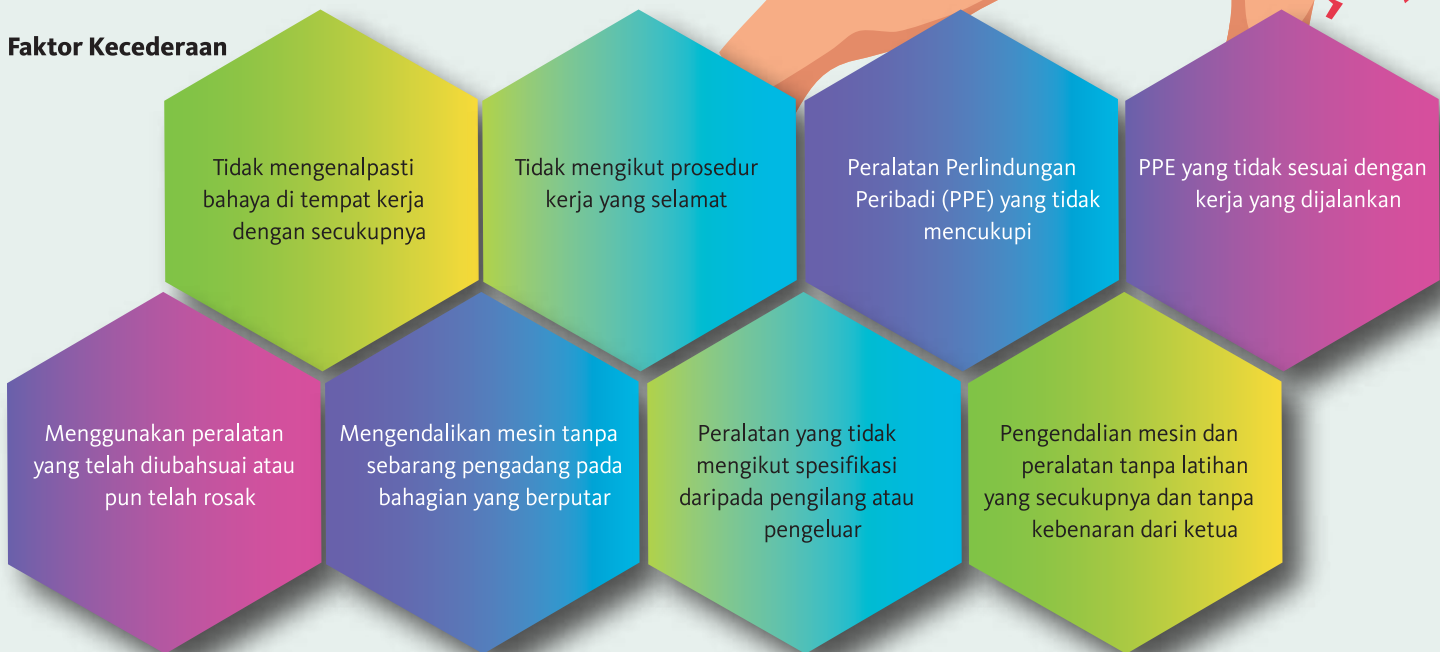 Faktor Kecederaan
Tidak mengenalpasti
bahaya di tempat kerja
dengan secukupnya
Tidak mengikut prosedur
kerja yang selamat
Peralatan Perlindungan
Peribadi (PPE) yang tidak
mencukupi
PPE yang tidak sesuai dengan
kerja yang dijalankan
Menggunakan peralatan
yang telah diubahsuai atau
pun telah rosak
Mengendalikan mesin tanpa
sebarang pengadang pada
bahagian yang berputar
Peralatan yang tidak
mengikut spesifikasi
daripada pengilang atau
pengeluar
Pengendalian mesin dan
peralatan tanpa latihan
yang secukupnya dan tanpa
kebenaran dari ketua